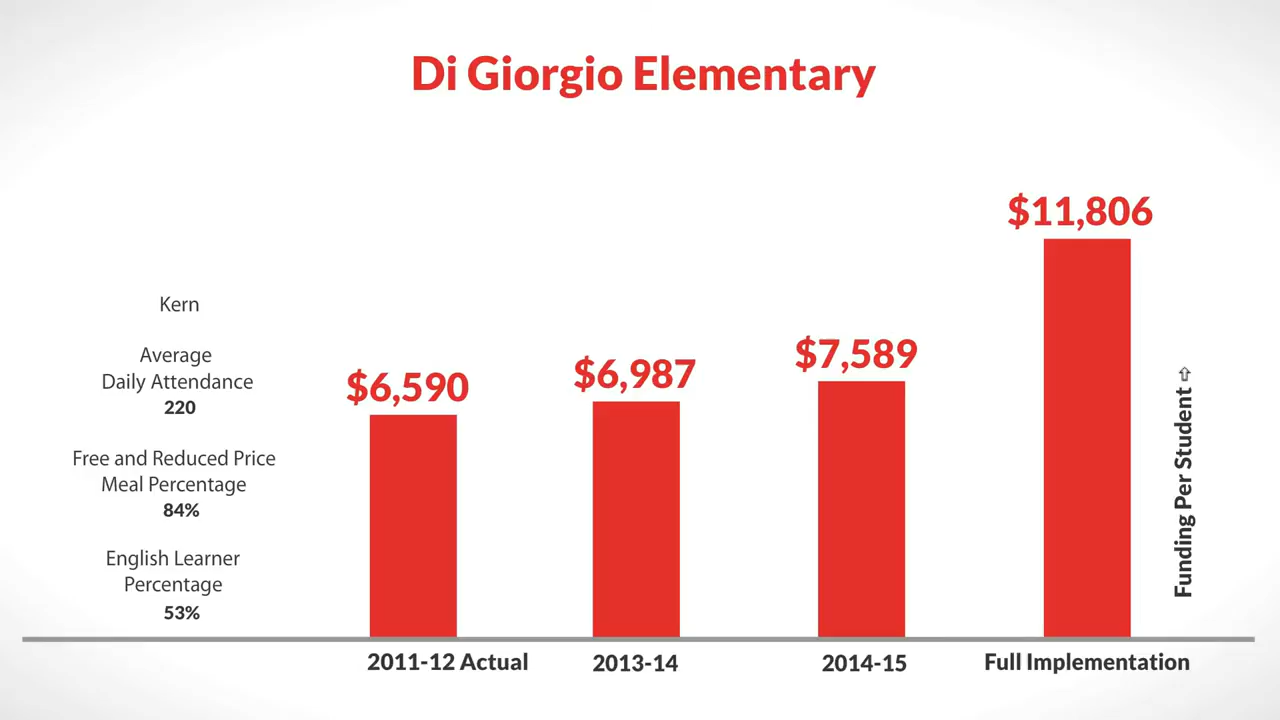 Di Giorgio Elementary
Kern
Average
Daily Attendance
220
Free and Reduced Price
Meal Percentage
84%
English Learner
Percentage
53%
$6,590
$6,987
$7,589
$11,806
Funding Per Student ⇨
2011-12 Actual
2013-14
2014-15
Full Implementation